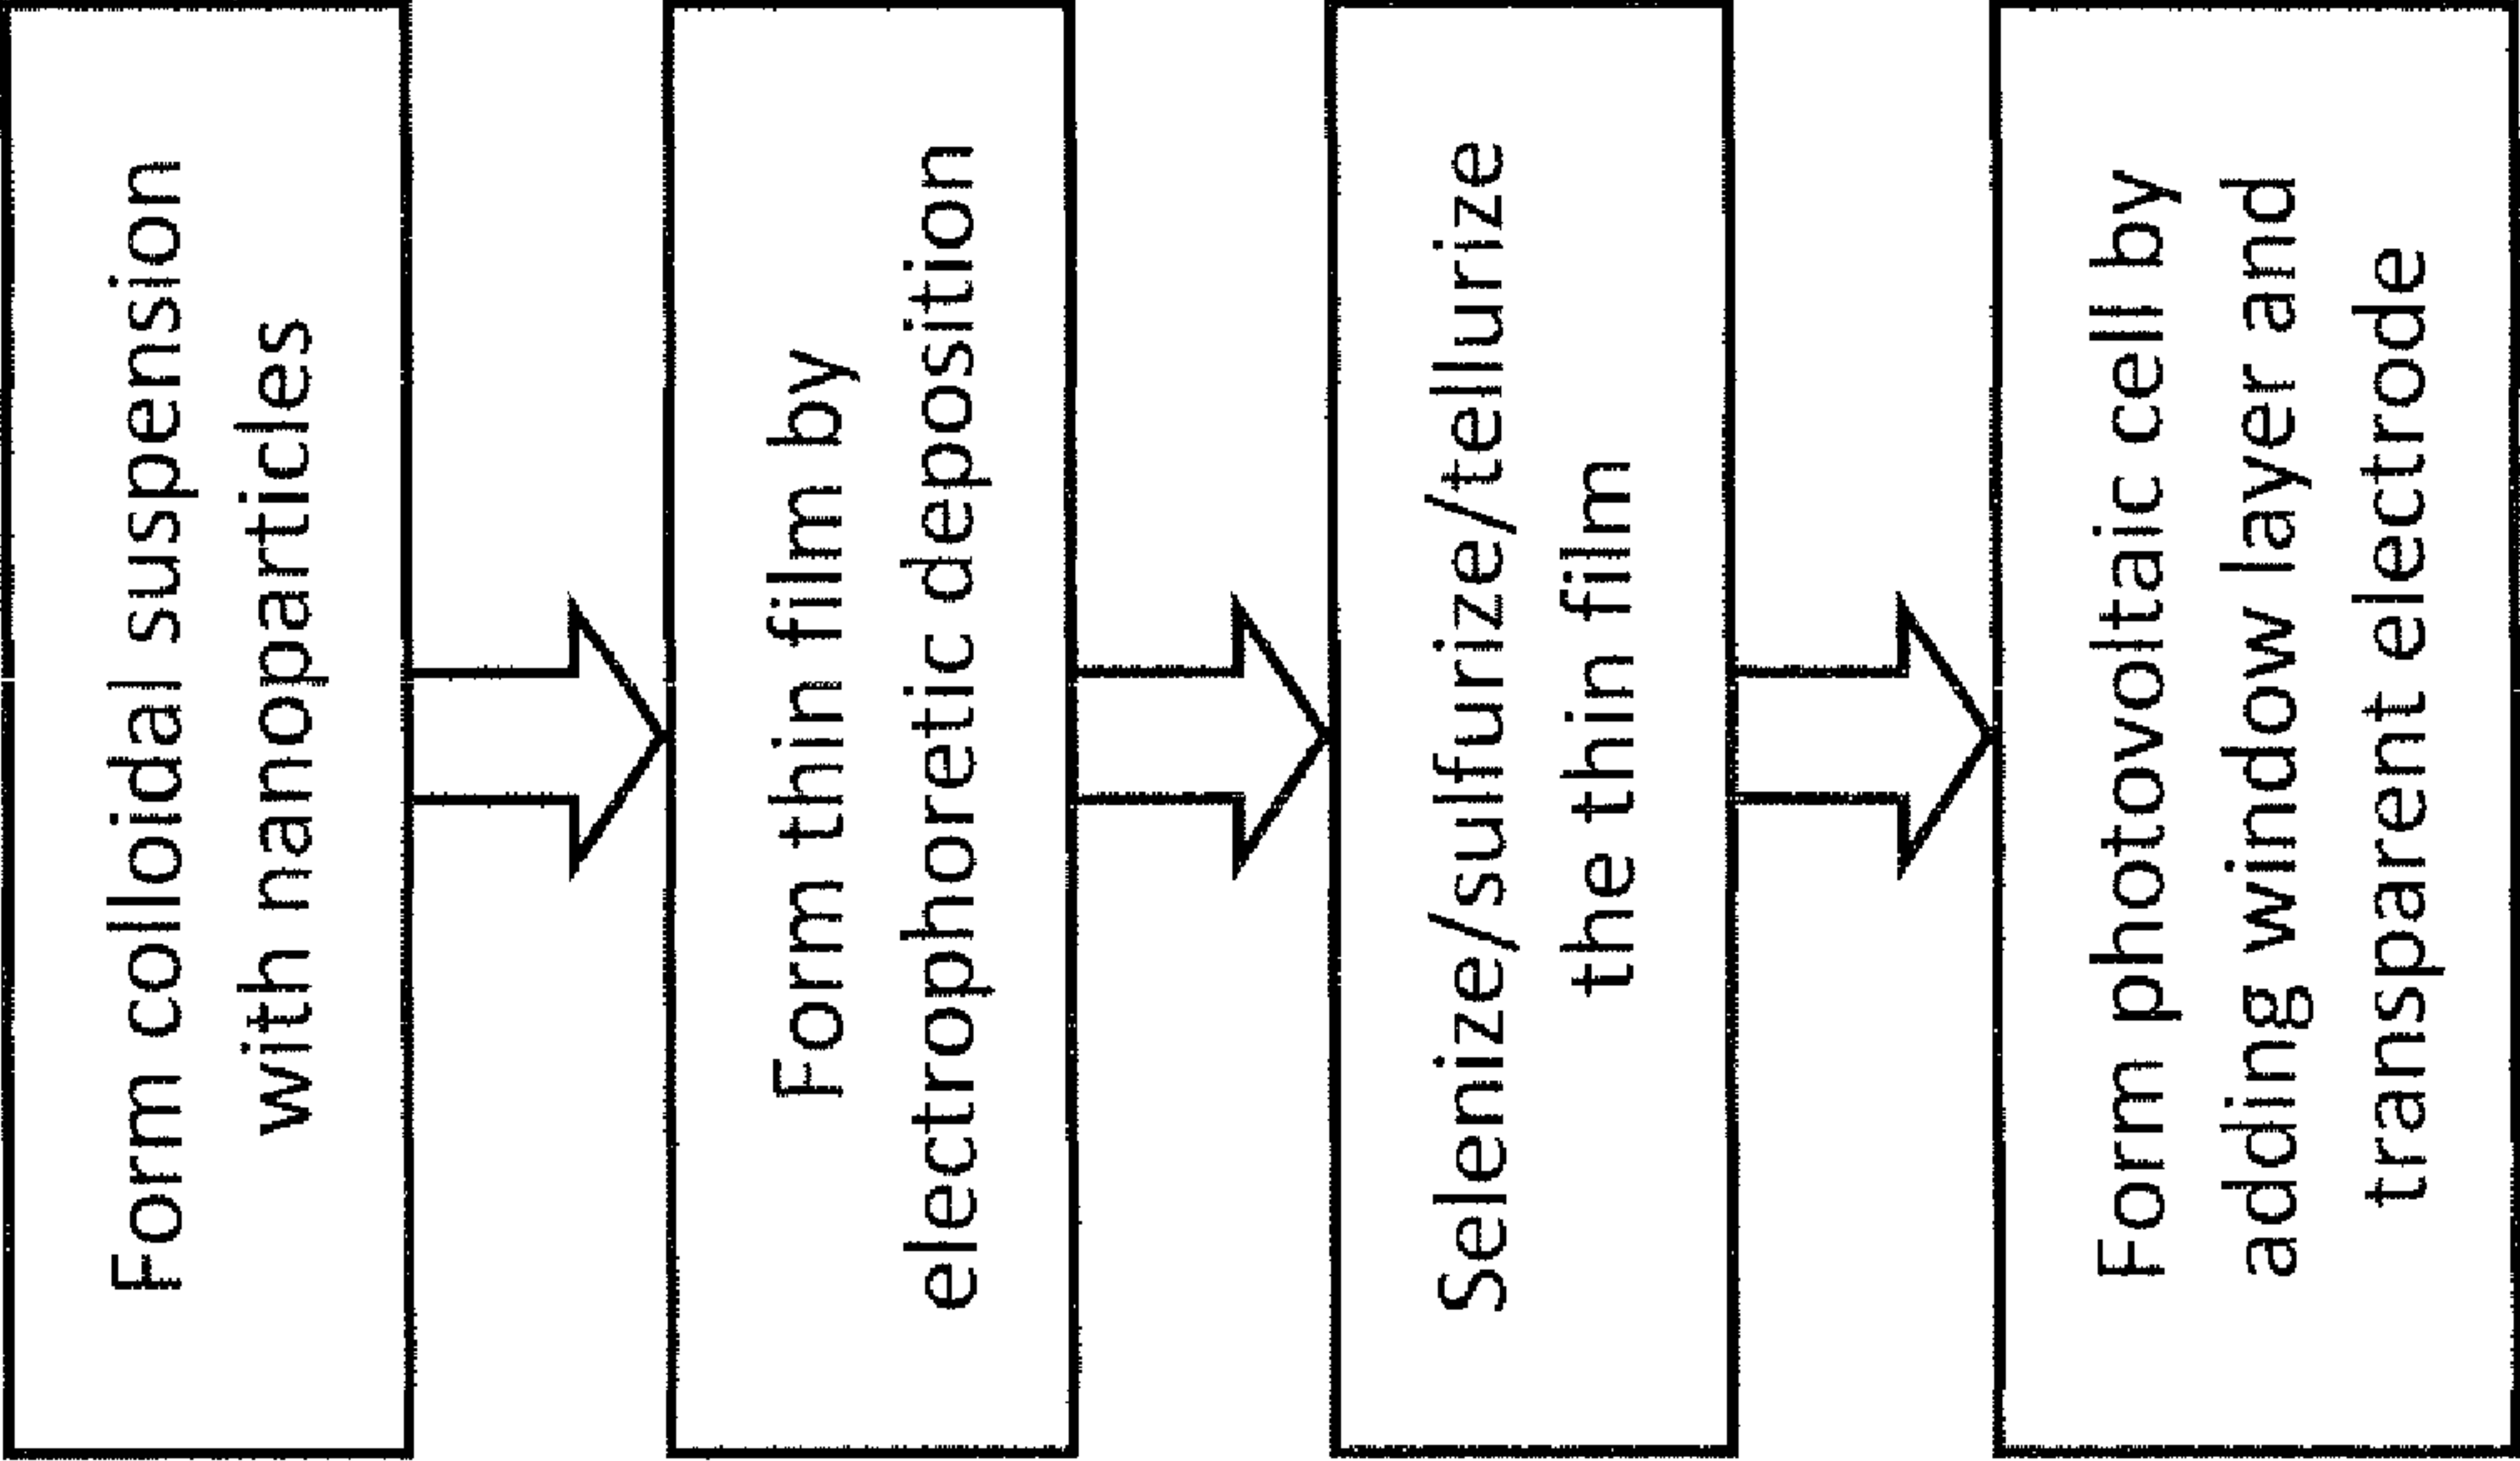 Form colloidal suspension
with nanoparticles
Form thin film by
electrophoretic deposition
Selenize/sulfurize/tellurize
the thin film
Form photovoltaic cell by
adding window layer and
transparent electrode